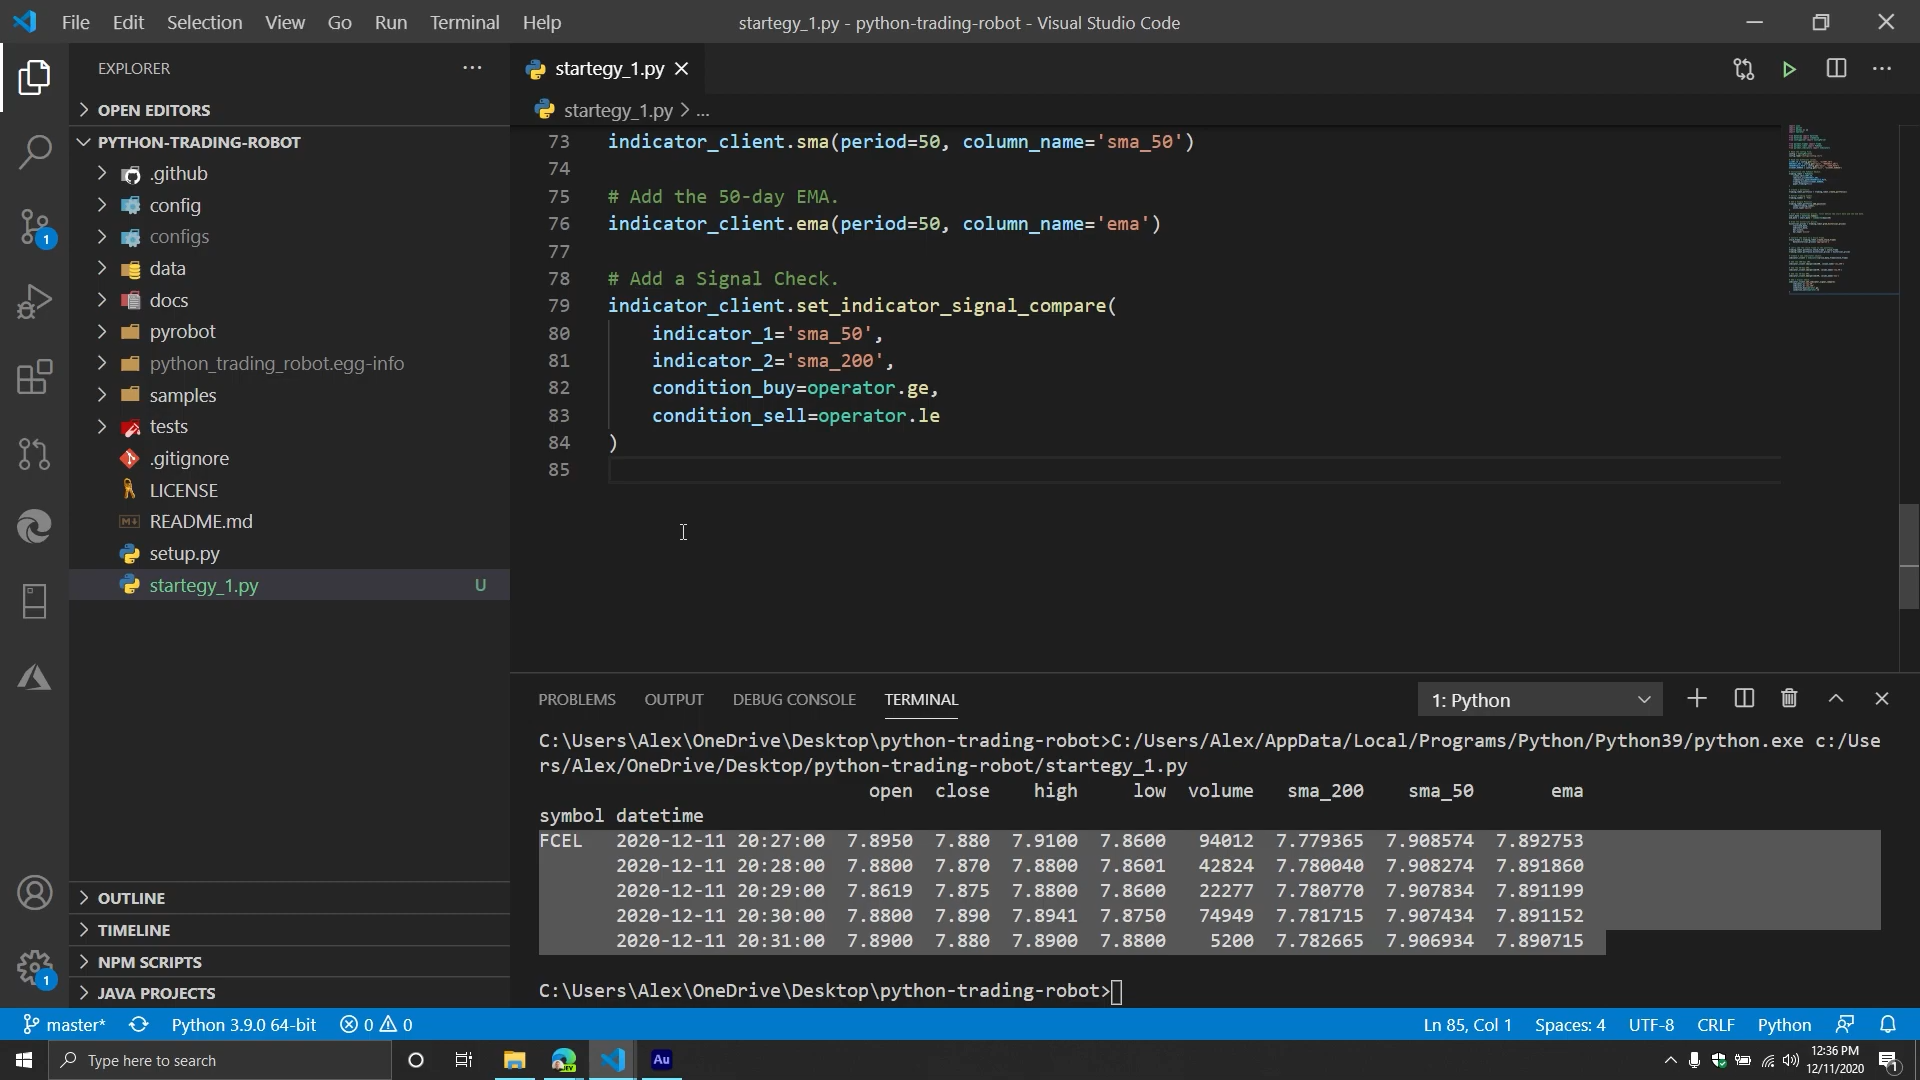 File Edit Selection View Go Run Terminal Help
startegy_1.py - python-trading-robot - Visual Studio Code
EXPLORER
OPEN EDITORS
PYTHON-TRADING-ROBOT
.github
config
configs
data
docs
pyrobot
python_trading_robot.egg-info
samples
tests
.gitignore
LICENSE
README.md
setup.py
startegy_1.py U
OUTLINE
TIMELINE
NPM SCRIPTS
JAVA PROJECTS
1
1
startegy_1.py
startegy_1.py > ...
73 indicator_client.sma(period=50, column_name='sma_50')
74
75 # Add the 50-day EMA.
76 indicator_client.ema(period=50, column_name='ema')
77
78 # Add a Signal Check.
79 indicator_client.set_indicator_signal_compare(
80 indicator_1='sma_50',
81 indicator_2='sma_200',
82 condition_buy=operator.ge,
83 condition_sell=operator.le
84 )
85
PROBLEMS OUTPUT DEBUG CONSOLE TERMINAL
1: Python
C:\Users\Alex\OneDrive\Desktop\python-trading-robot>C:/Users/Alex/AppData/Local/Programs/Python/Python39/python.exe c:/Use
rs/Alex/OneDrive/Desktop/python-trading-robot/startegy_1.py
open close high low volume sma_200 sma_50 ema
symbol datetime
FCEL 2020-12-11 20:27:00 7.8950 7.880 7.9100 7.8600 94012 7.779365 7.908574 7.892753
2020-12-11 20:28:00 7.8800 7.870 7.8800 7.8601 42824 7.780040 7.908274 7.891860
2020-12-11 20:29:00 7.8619 7.875 7.8800 7.8600 22277 7.780770 7.907834 7.891199
2020-12-11 20:30:00 7.8800 7.890 7.8941 7.8750 74949 7.781715 7.907434 7.891152
2020-12-11 20:31:00 7.8900 7.880 7.8900 7.8800 5200 7.782665 7.906934 7.890715
C:\Users\Alex\OneDrive\Desktop\python-trading-robot>
master* Python 3.9.0 64-bit 0 0
Ln 85, Col 1 Spaces: 4 UTF-8 CRLF Python
Type here to search
Au
12:36 PM
12/11/2020
1